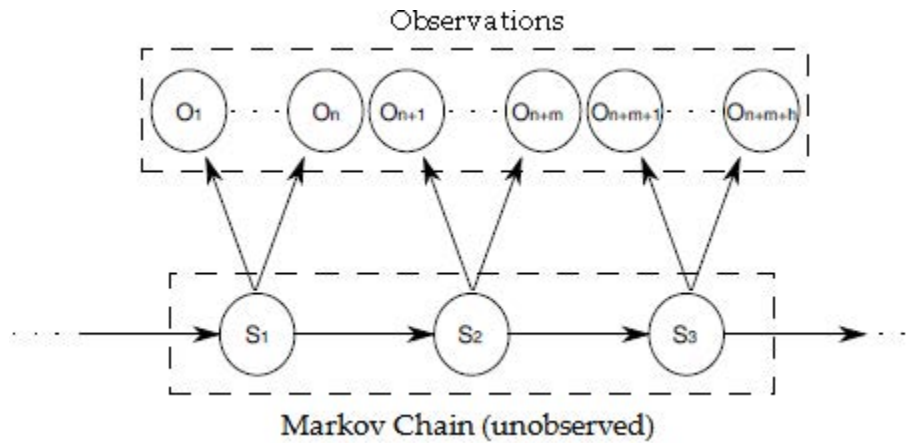 Observations
O1 · · · · On On+1 · · · · On+m On+m+1 · · · · On+m+h
S1 S2 S3
Markov Chain (unobserved)